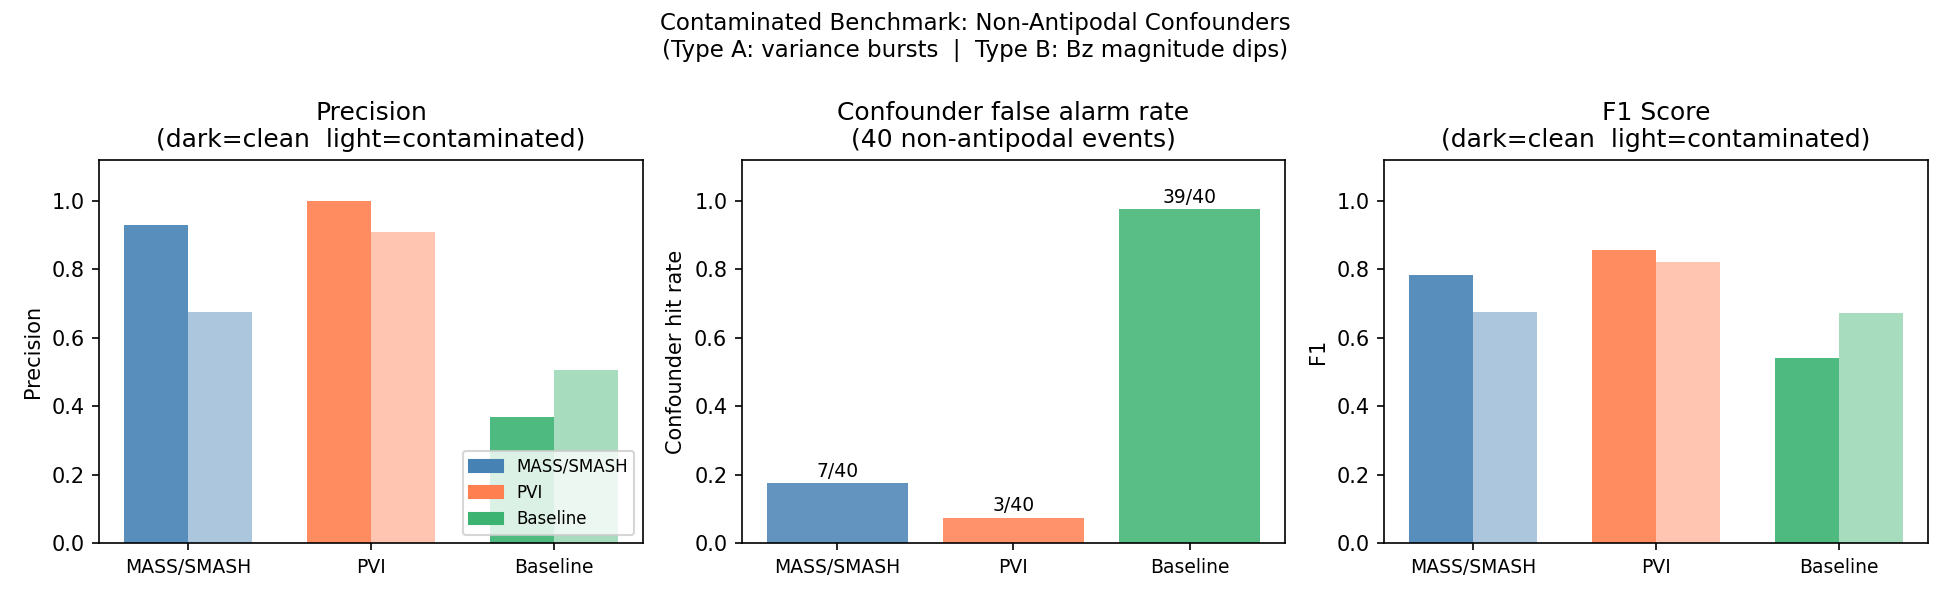 Contaminated Benchmark: Non-Antipodal Confounders
(Type A: variance bursts  |  Type B: Bz magnitude dips)
Precision
(dark=clean  light=contaminated)
Precision
1.0
0.8
0.6
0.4
0.2
0.0
MASS/SMASH
PVI
Baseline
MASS/SMASH
PVI
Baseline
Confounder false alarm rate
(40 non-antipodal events)
Confounder hit rate
1.0
0.8
0.6
0.4
0.2
0.0
7/40
3/40
39/40
MASS/SMASH
PVI
Baseline
F1 Score
(dark=clean  light=contaminated)
F1
1.0
0.8
0.6
0.4
0.2
0.0
MASS/SMASH
PVI
Baseline